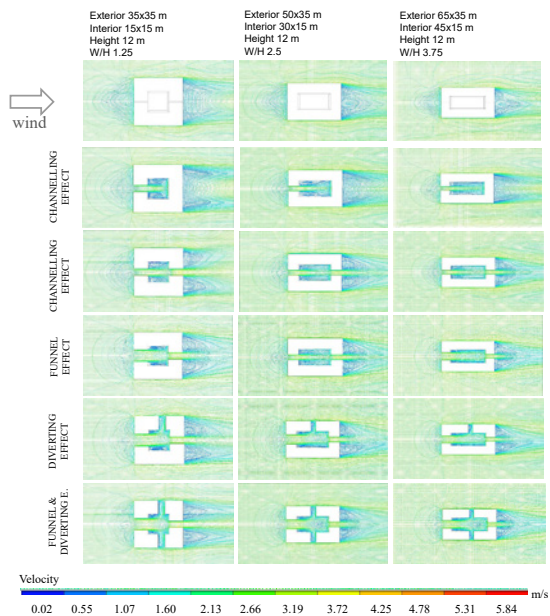 Exterior 35x35 m
Interior 15x15 m
Height 12 m
W/H 1.25
Exterior 50x35 m
Interior 30x15 m
Height 12 m
W/H 2.5
Exterior 65x35 m
Interior 45x15 m
Height 12 m
W/H 3.75
wind
CHANNELLING
EFFECT
CHANNELLING
EFFECT
FUNNEL
EFFECT
DIVERTING
EFFECT
FUNNEL &
DIVERTING E.
Velocity
m/s
0.02 0.55 1.07 1.60 2.13 2.66 3.19 3.72 4.25 4.78 5.31 5.84